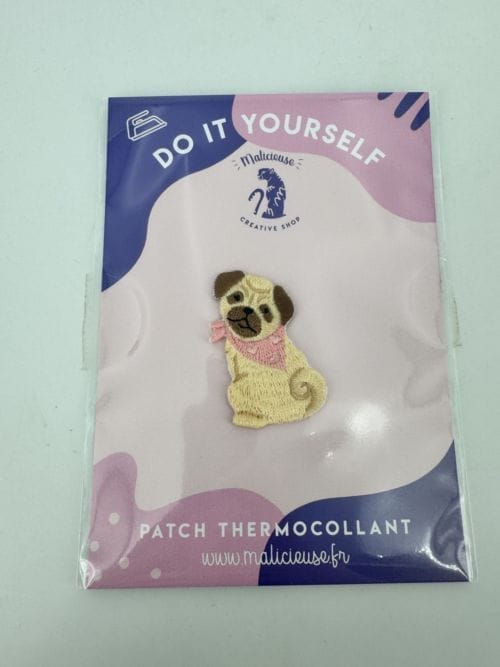 DO IT YOURSELF
Malicieuse
CREATIVE SHOP
PATCH THERMOCOLLANT
www.malicieuse.fr